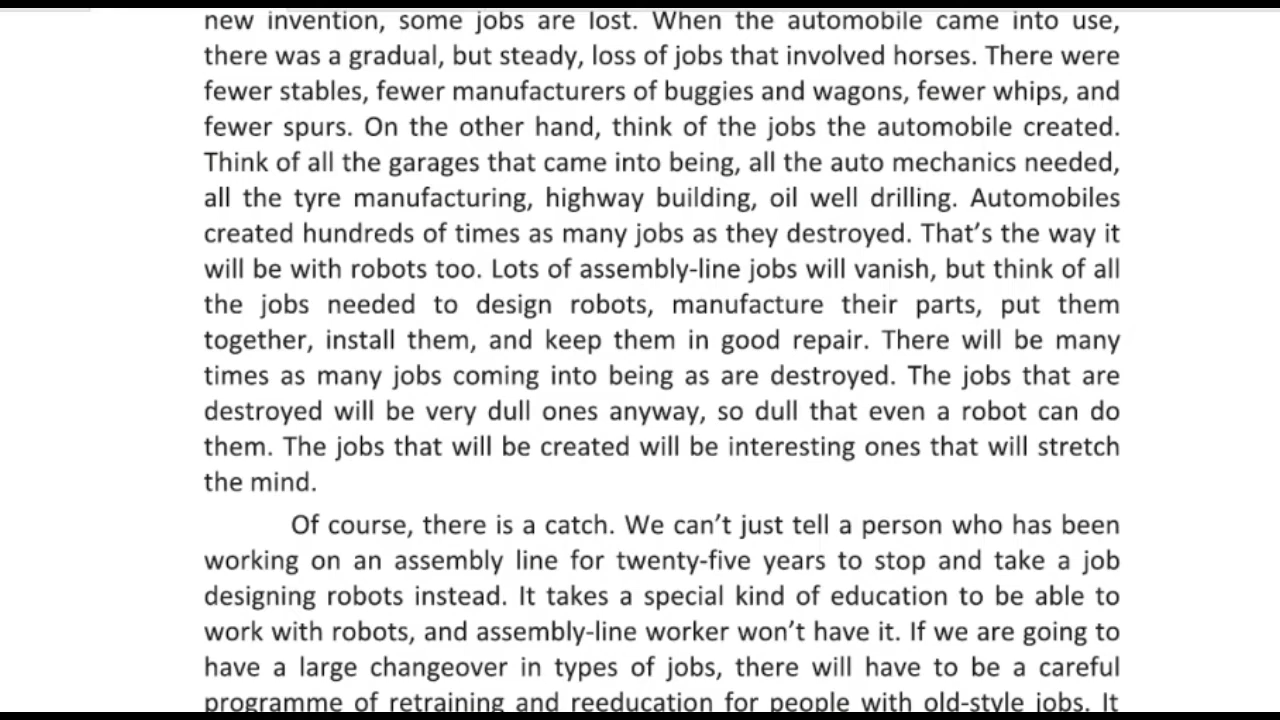 new invention, some jobs are lost. When the automobile came into use,
there was a gradual, but steady, loss of jobs that involved horses. There were
fewer stables, fewer manufacturers of buggies and wagons, fewer whips, and
fewer spurs. On the other hand, think of the jobs the automobile created.
Think of all the garages that came into being, all the auto mechanics needed,
all the tyre manufacturing, highway building, oil well drilling. Automobiles
created hundreds of times as many jobs as they destroyed. That’s the way it
will be with robots too. Lots of assembly-line jobs will vanish, but think of all
the jobs needed to design robots, manufacture their parts, put them
together, install them, and keep them in good repair. There will be many
times as many jobs coming into being as are destroyed. The jobs that are
destroyed will be very dull ones anyway, so dull that even a robot can do
them. The jobs that will be created will be interesting ones that will stretch
the mind.
Of course, there is a catch. We can’t just tell a person who has been
working on an assembly line for twenty-five years to stop and take a job
designing robots instead. It takes a special kind of education to be able to
work with robots, and assembly-line worker won’t have it. If we are going to
have a large changeover in types of jobs, there will have to be a careful
programme of retraining and reeducation for people with old-style jobs. It